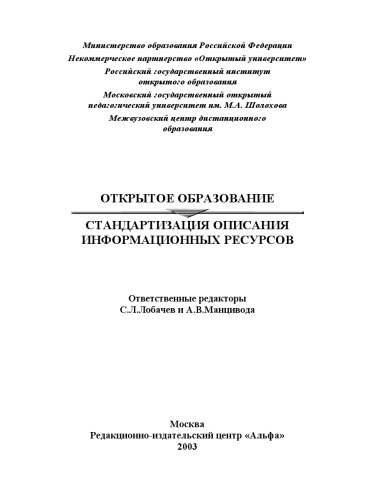 Министерство образования Российской Федерации
Некоммерческое партнерство «Открытый университет»
Российский государственный институт
открытого образования
Московский государственный открытый
педагогический университет им. М.А. Шолохова
Межвузовский центр дистанционного
образования
ОТКРЫТОЕ ОБРАЗОВАНИЕ
СТАНДАРТИЗАЦИЯ ОПИСАНИЯ
ИНФОРМАЦИОННЫХ РЕСУРСОВ
Ответственные редакторы
С.Л.Лобачев и А.В.Манцивода
Москва
Редакционно-издательский центр «Альфа»
2003